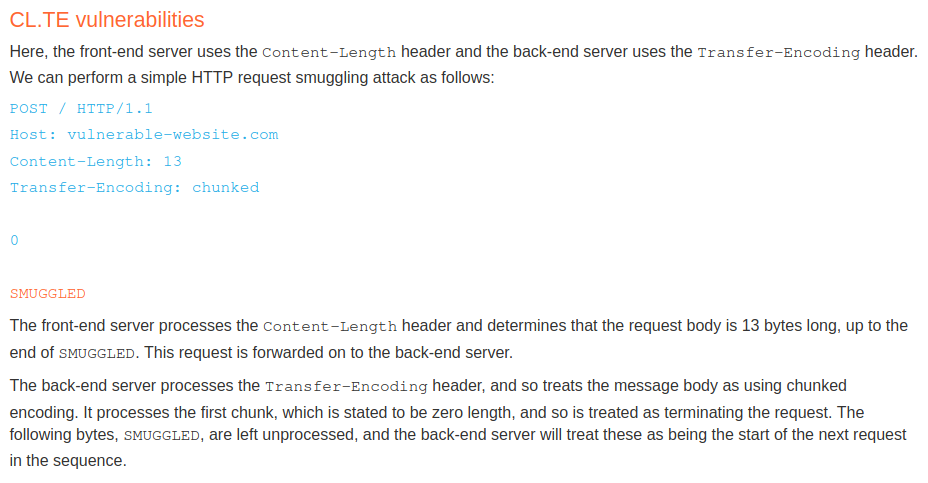 CL.TE vulnerabilities
Here, the front-end server uses the Content-Length header and the back-end server uses the Transfer-Encoding header.
We can perform a simple HTTP request smuggling attack as follows:
POST / HTTP/1.1
Host: vulnerable-website.com
Content-Length: 13
Transfer-Encoding: chunked
0
SMUGGLED
The front-end server processes the Content-Length header and determines that the request body is 13 bytes long, up to the
end of SMUGGLED. This request is forwarded on to the back-end server.
The back-end server processes the Transfer-Encoding header, and so treats the message body as using chunked
encoding. It processes the first chunk, which is stated to be zero length, and so is treated as terminating the request. The
following bytes, SMUGGLED, are left unprocessed, and the back-end server will treat these as being the start of the next request
in the sequence.